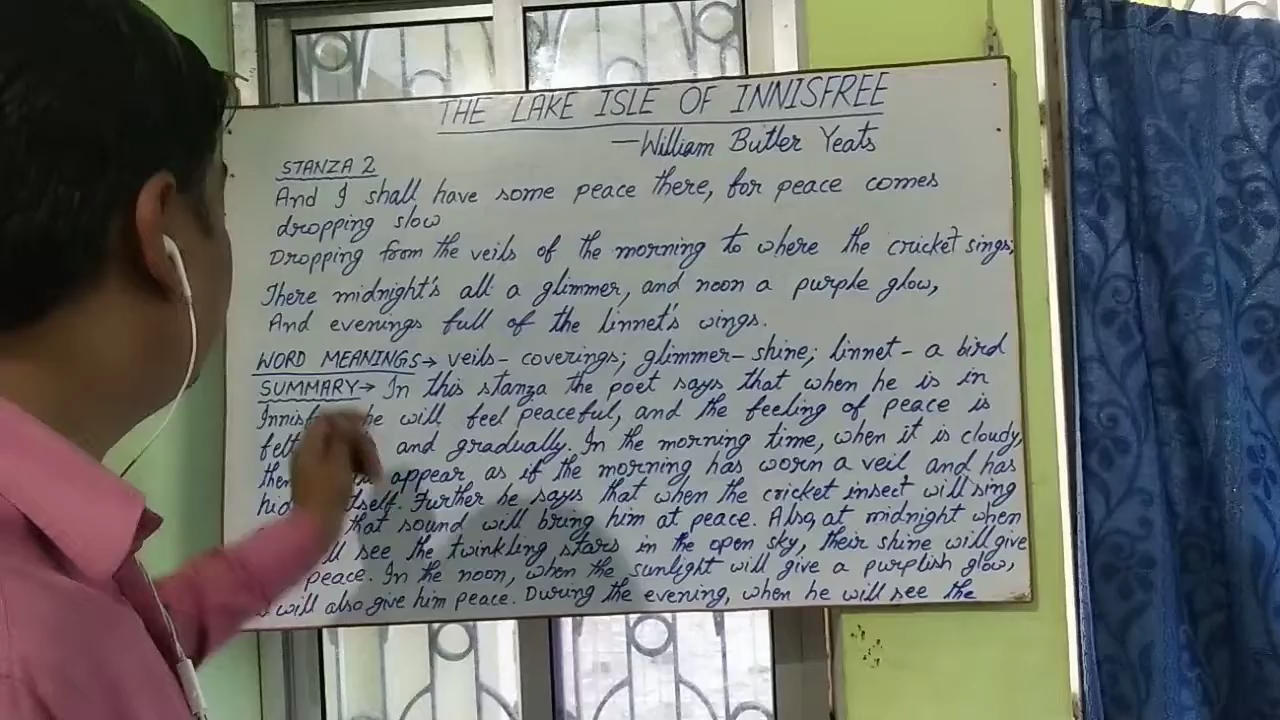 THE LAKE ISLE OF INNISFREE
—William Butler Yeats
STANZA 2
And I shall have some peace there, for peace comes
dropping slow
Dropping from the veils of the morning to where the cricket sings;
There midnight's all a glimmer, and noon a purple glow,
And evenings full of the linnet's wings.
WORD MEANINGS→ veils- coverings; glimmer- shine; linnet- a bird
SUMMARY→ In this stanza the poet says that when he is in
he will feel peaceful, and the feeling of peace is
felt and gradually. In the morning time, when it is cloudy,
appear as if the morning has worn a veil and has
Further he says that when the cricket insect will sing
that sound will bring him at peace. Also, at midnight when
see the twinkling stars in the open sky, their shine will give
peace. In the noon, when the sunlight will give a purplish glow,
will also give him peace. During the evening, when he will see the